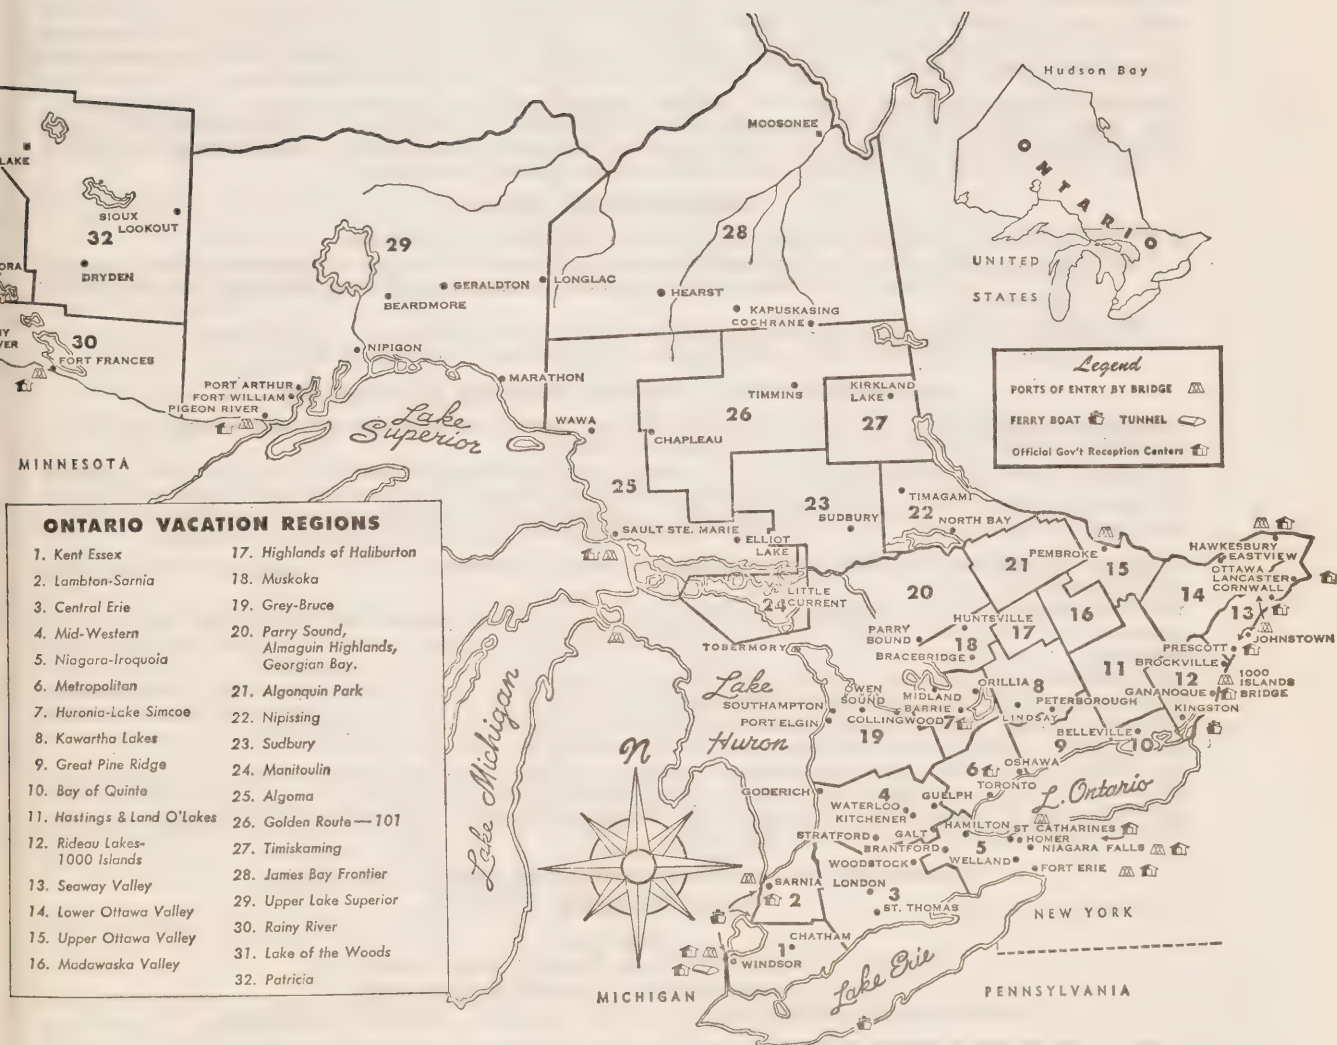 Hudson Bay
ONTARIO
UNITED
STATES
Legend
PORTS OF ENTRY BY BRIDGE
FERRY BOAT TUNNEL
Official Gov't Reception Centers
MOOSONEE
LAKE
SIOUX
LOOKOUT
32
DRYDEN
ORA
30
FORT FRANCES
29
GERALDTON
BEARDMORE
LONGLAC
NIPIGON
PORT ARTHUR
FORT WILLIAM
PIGEON RIVER
MARATHON
Lake
Superior
MINNESOTA
28
HEARST
KAPUSKASING
COCHRANE
TIMMINS
26
KIRKLAND
LAKE
27
WAWA
CHAPLEAU
25
SAULT STE. MARIE
ELLIOT
LAKE
23
SUDBURY
TIMAGAMI
22
NORTH BAY
LITTLE
24 CURRENT
TOBERMORY
21
PEMBROKE
15
20
16
17
HUNTSVILLE
18
PARRY
SOUND
BRACEBRIDGE
HAWKESBURY
EASTVIEW
OTTAWA
LANCASTER
CORNWALL
14
13
JOHNSTOWN
PRESCOTT
BROCKVILLE
12
1000
ISLANDS
BRIDGE
GANANOQUE
KINGSTON
11
Lake
Huron
SOUTHAMPTON
PORT ELGIN
OWEN
SOUND
COLLINGWOOD
19
MIDLAND
BARRIE
7
ORILLIA
8
PETERBOROUGH
LINDSAY
BELLEVILLE
9
10
OSHAWA
6
TORONTO
L. Ontario
GODERICH
4
WATERLOO
KITCHENER
GUELPH
STRATFORD
GALT
HAMILTON
ST CATHARINES
HOMER
BRANTFORD
5
NIAGARA FALLS
WOODSTOCK
WELLAND
FORT ERIE
SARNIA
2
LONDON
3
ST. THOMAS
CHATHAM
1
WINDSOR
Lake Erie
NEW YORK
PENNSYLVANIA
MICHIGAN
Lake Michigan
N
ONTARIO VACATION REGIONS
1. Kent Essex
2. Lambton-Sarnia
3. Central Erie
4. Mid-Western
5. Niagara-Iroquoia
6. Metropolitan
7. Huronia-Lake Simcoe
8. Kawartha Lakes
9. Great Pine Ridge
10. Bay of Quinte
11. Hastings & Land O'Lakes
12. Rideau Lakes-
1000 Islands
13. Seaway Valley
14. Lower Ottawa Valley
15. Upper Ottawa Valley
16. Madawaska Valley
17. Highlands of Haliburton
18. Muskoka
19. Grey-Bruce
20. Parry Sound,
Almaguin Highlands,
Georgian Bay.
21. Algonquin Park
22. Nipissing
23. Sudbury
24. Manitoulin
25. Algoma
26. Golden Route—101
27. Timiskaming
28. James Bay Frontier
29. Upper Lake Superior
30. Rainy River
31. Lake of the Woods
32. Patricia